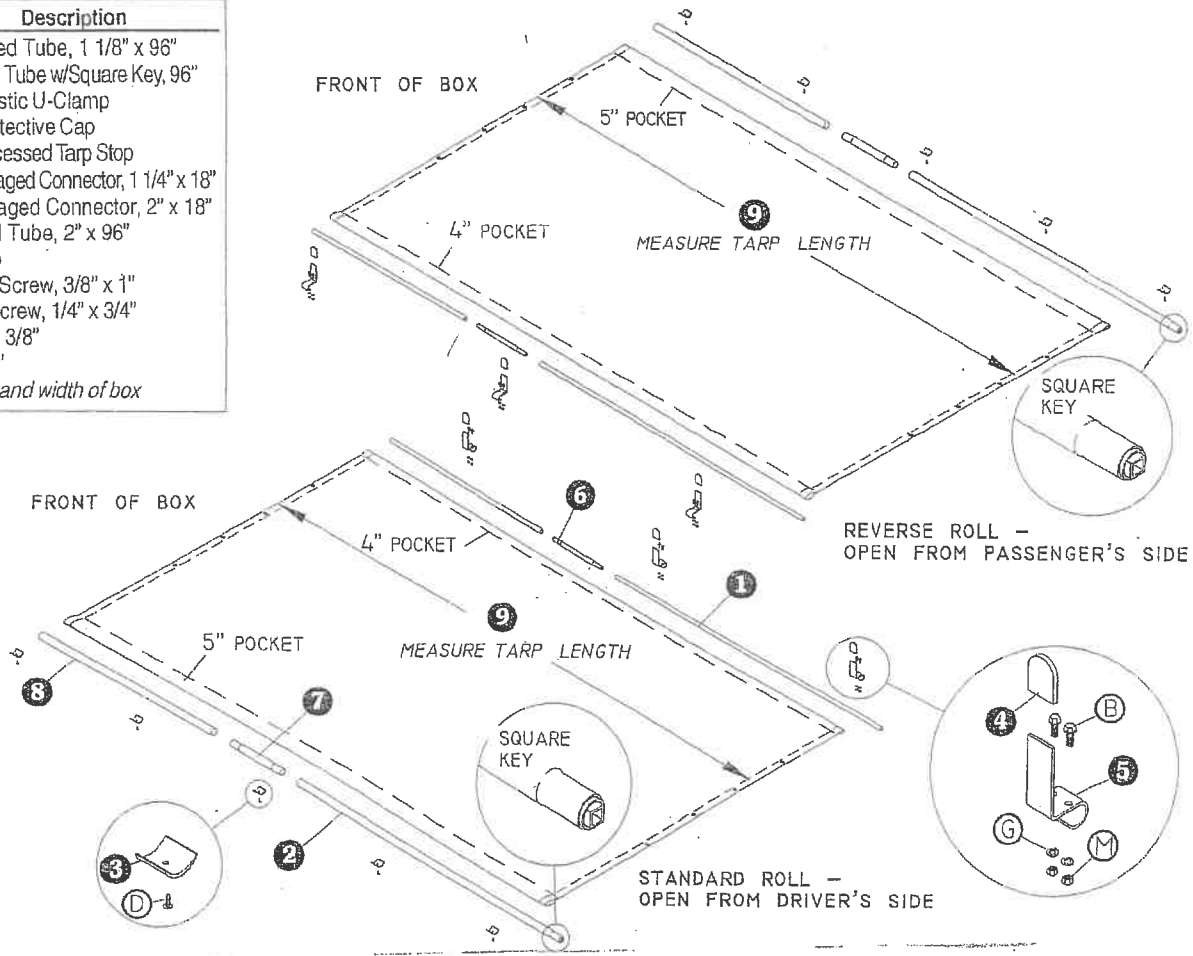 Description
ed Tube, 1 1/8" x 96"
Tube w/Square Key, 96"
stic U-Clamp
tective Cap
cessed Tarp Stop
aged Connector, 1 1/4" x 18"
aged Connector, 2" x 18"
l Tube, 2" x 96"
Screw, 3/8" x 1"
crew, 1/4" x 3/4"
3/8"
"
and width of box
FRONT OF BOX
5" POCKET
4" POCKET
9
MEASURE TARP LENGTH
SQUARE
KEY
REVERSE ROLL -
OPEN FROM PASSENGER'S SIDE
FRONT OF BOX
4" POCKET
6
1
9
MEASURE TARP LENGTH
5" POCKET
8
7
SQUARE
KEY
3
D
2
4
B
5
G
M
STANDARD ROLL -
OPEN FROM DRIVER'S SIDE